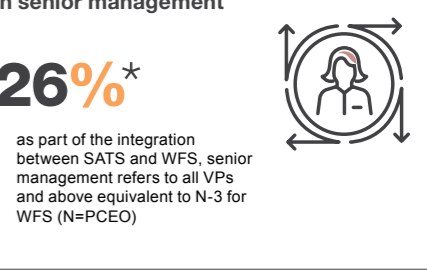 senior management
26%*
as part of the integration
between SATS and WFS, senior
management refers to all VPs
and above equivalent to N-3 for
WFS (N=PCEO)